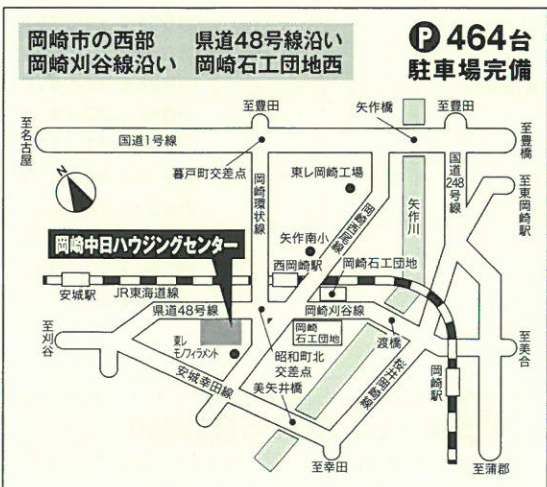 岡崎市の西部 県道48号線沿い
岡崎刈谷線沿い 岡崎石工団地西
P 464台
駐車場完備
至豊田
矢作橋
至豊田
至名古屋
国道1号線
至豊橋
暮戸町交差点
東レ岡崎工場
国道248号線
至東岡崎駅
N
岡崎環状線
岡崎西尾線
矢作川
岡崎中日ハウジングセンター
矢作南小
西岡崎駅
岡崎石工団地
安城駅
JR東海道線
県道48号線
岡崎刈谷線
至刈谷
東レ
モノフィラメント
昭和町北
交差点
岡崎
石工団地
渡橋
至美合
安城幸田線
美矢井橋
桜井岡崎線
岡崎駅
至幸田
至蒲郡